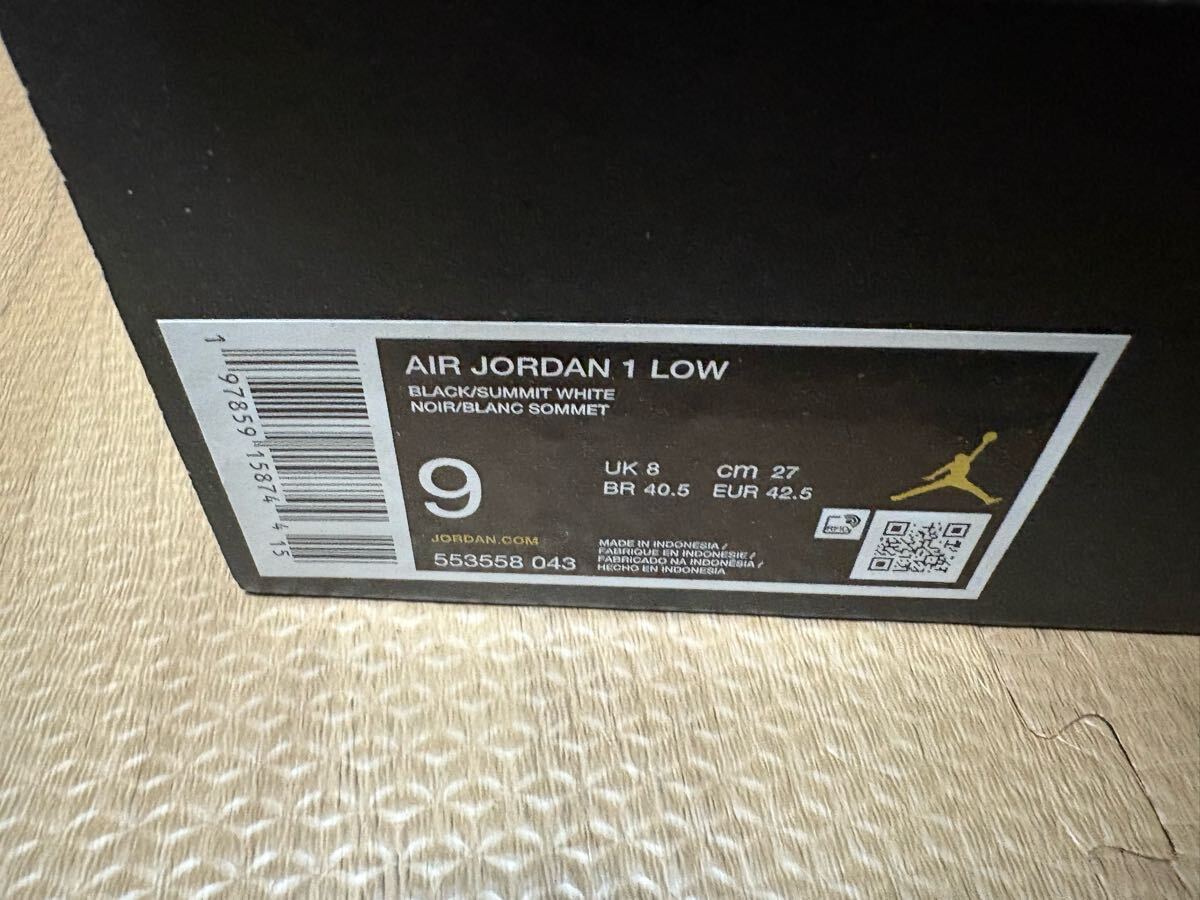 AIR JORDAN 1 LOW
BLACK/SUMMIT WHITE
NOIR/BLANC SOMMET
9
UK 8 cm 27
BR 40.5 EUR 42.5
RFID
JORDAN.COM
553558 043
MADE IN INDONESIA /
FABRIQUE EN INDONESIE /
FABRICADO NA INDONÉSIA /
HECHO EN INDONESIA
1 97859 15874 4 15